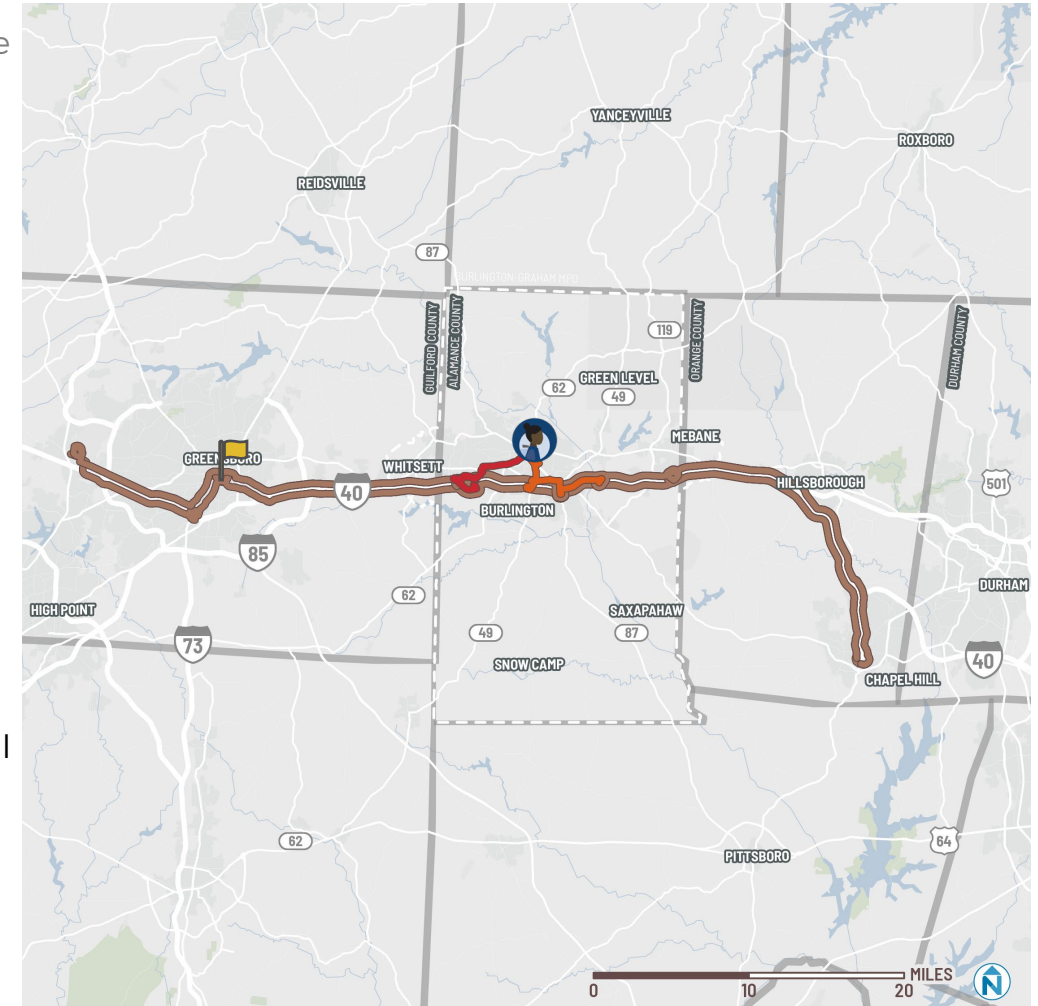 e
YANCEYVILLE
ROXBORO
REIDSVILLE
87
BURLINGTON-GRAHAM MPO
GUILFORD COUNTY
ALAMANCE COUNTY
119
ORANGE COUNTY
DURHAM COUNTY
62
GREEN LEVEL
49
MEBANE
GREENSBORO
WHITSETT
40
HILLSBOROUGH
501
BURLINGTON
85
DURHAM
62
HIGH POINT
SAXAPAHAW
73
49
87
40
SNOW CAMP
CHAPEL HILL
l
62
64
PITTSBORO
MILES
0 10 20
N